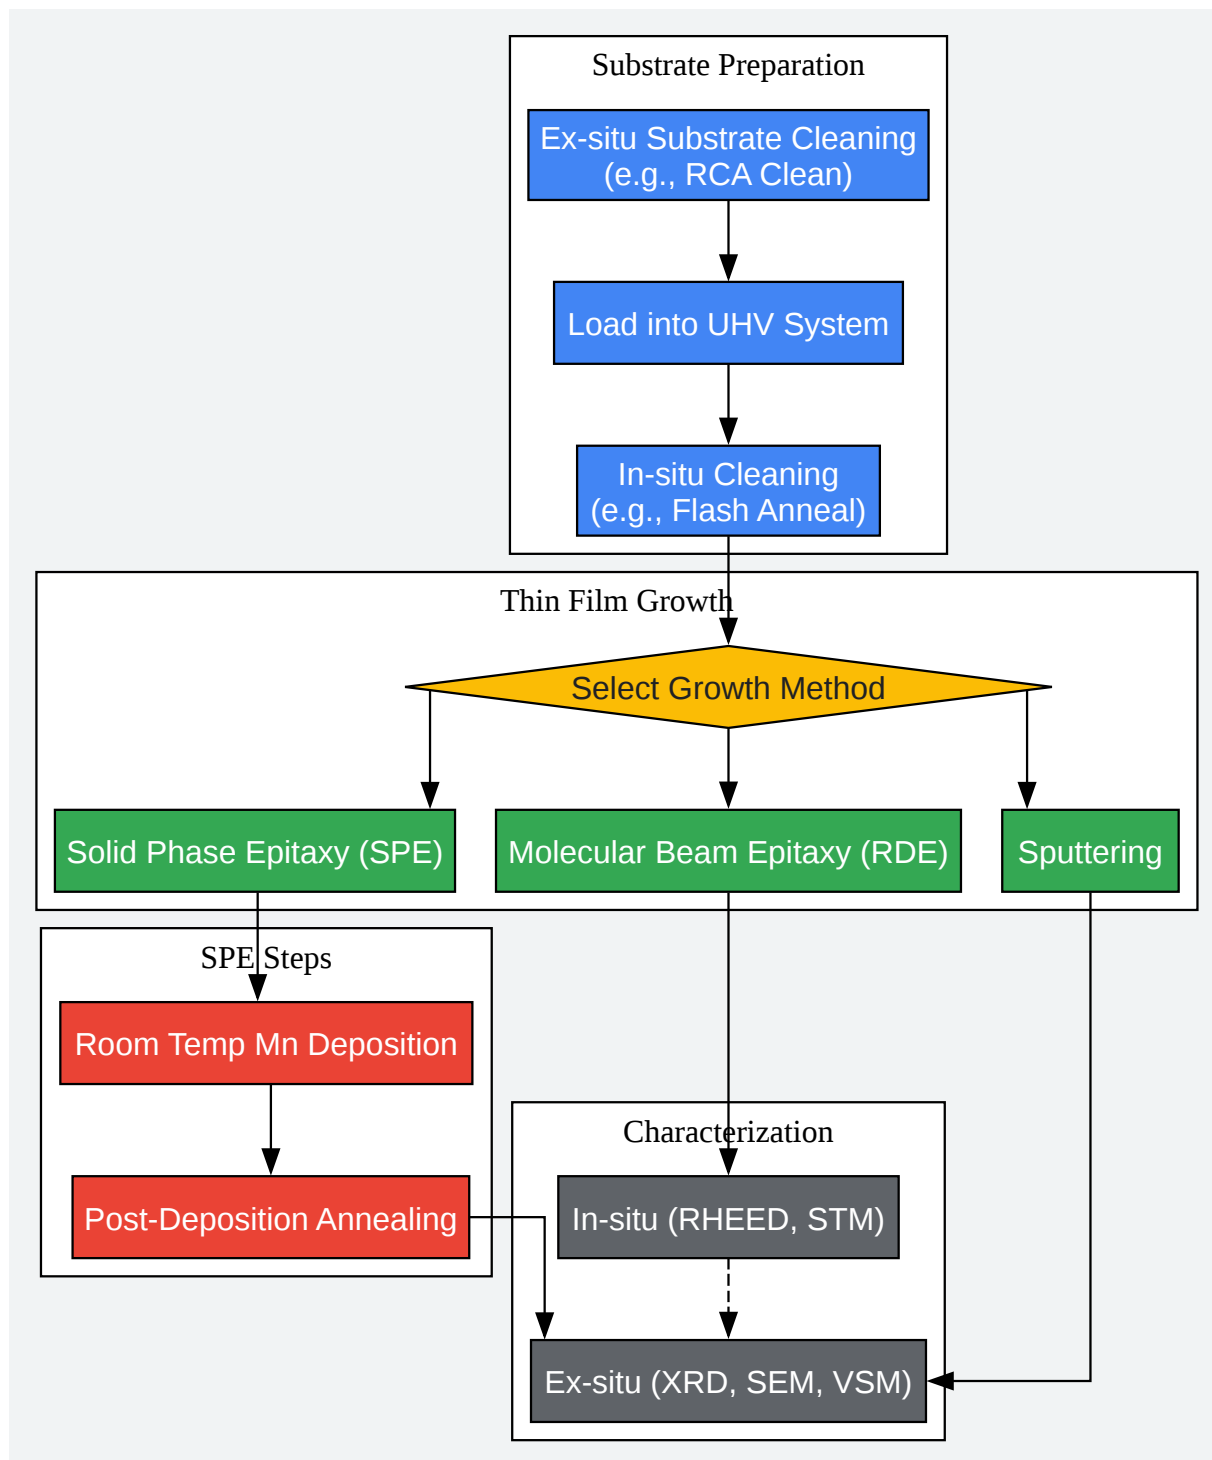 Substrate Preparation
Ex-situ Substrate Cleaning
(e.g., RCA Clean)
Load into UHV System
In-situ Cleaning
(e.g., Flash Anneal)
Thin Film Growth
Select Growth Method
Solid Phase Epitaxy (SPE)
Molecular Beam Epitaxy (RDE)
Sputtering
SPE Steps
Room Temp Mn Deposition
Post-Deposition Annealing
Characterization
In-situ (RHEED, STM)
Ex-situ (XRD, SEM, VSM)